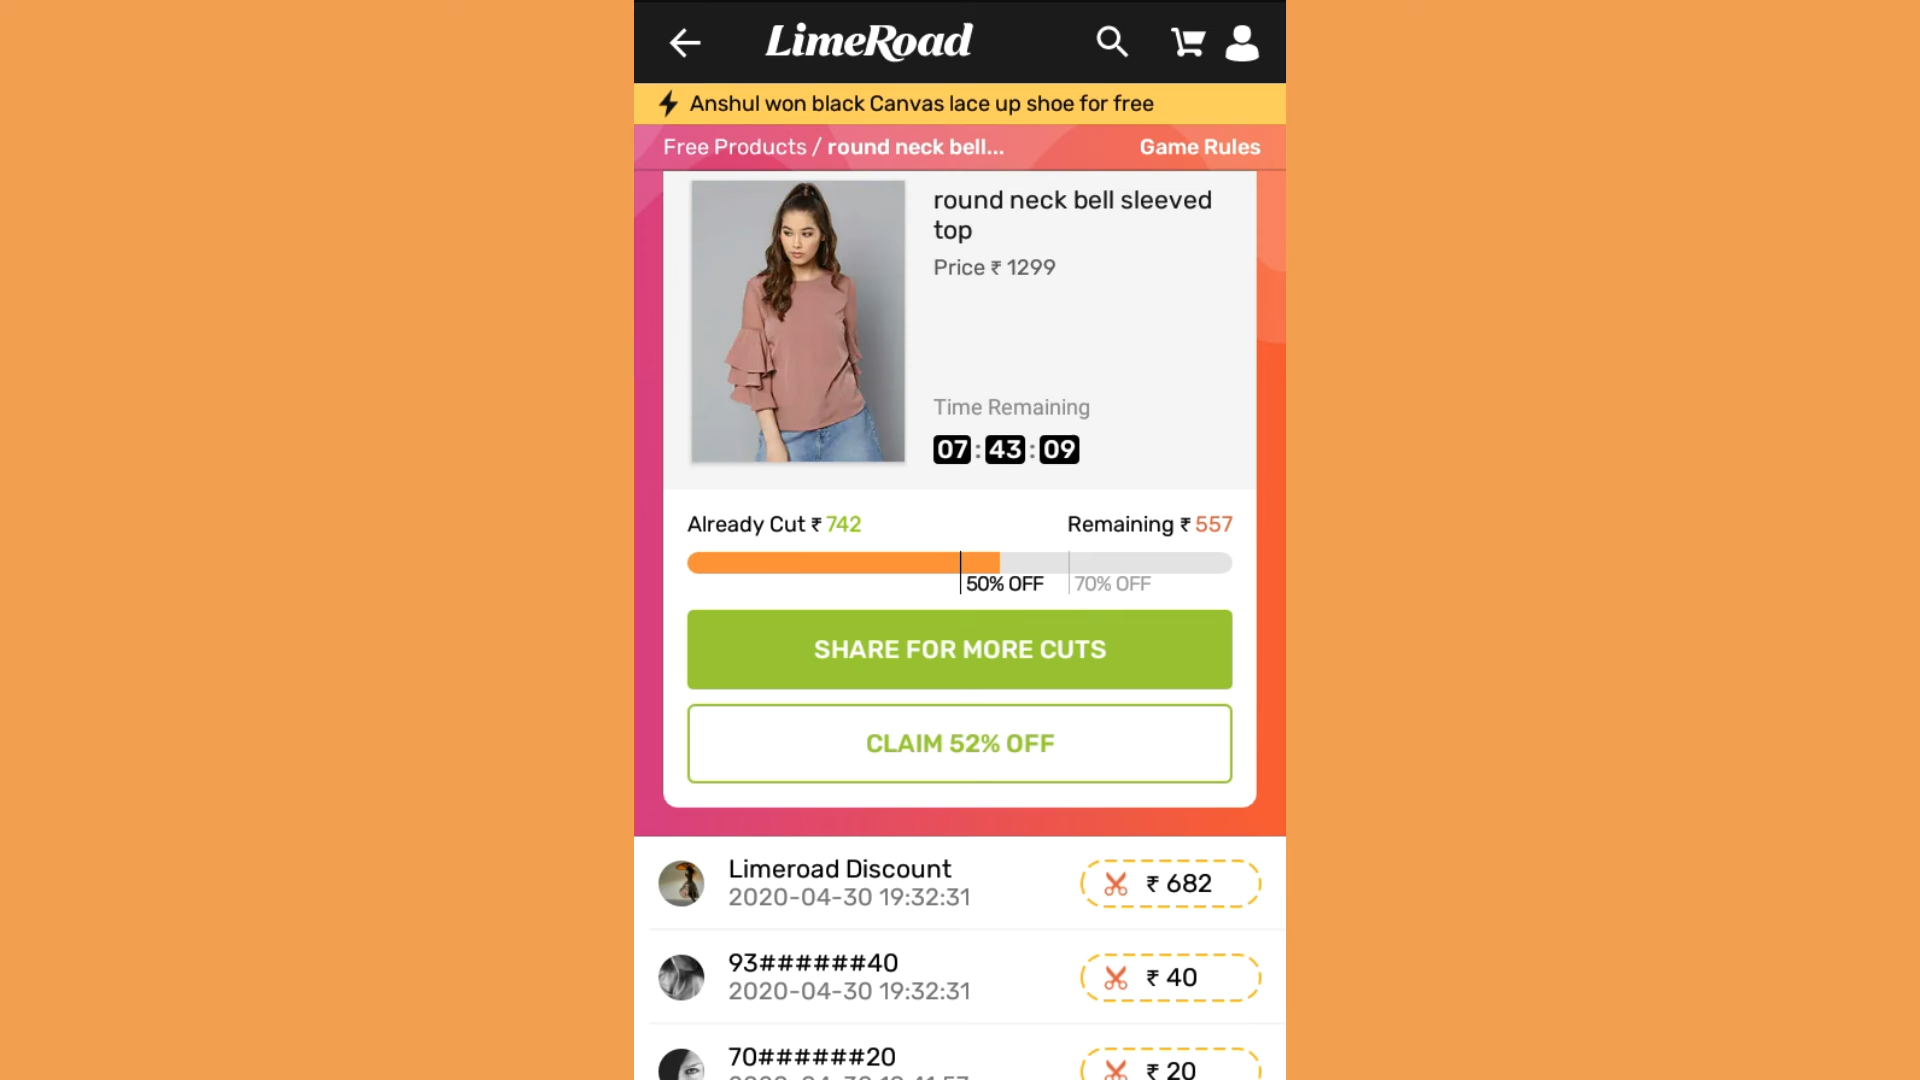 LimeRoad
Anshul won black Canvas lace up shoe for free
Free Products / round neck bell...
Game Rules
round neck bell sleeved
top
Price ₹ 1299
Time Remaining
07 : 43 : 09
Already Cut ₹ 742
Remaining ₹ 557
50% OFF
70% OFF
SHARE FOR MORE CUTS
CLAIM 52% OFF
Limeroad Discount
2020-04-30 19:32:31
₹ 682
93######40
2020-04-30 19:32:31
₹ 40
70######20
₹ 20